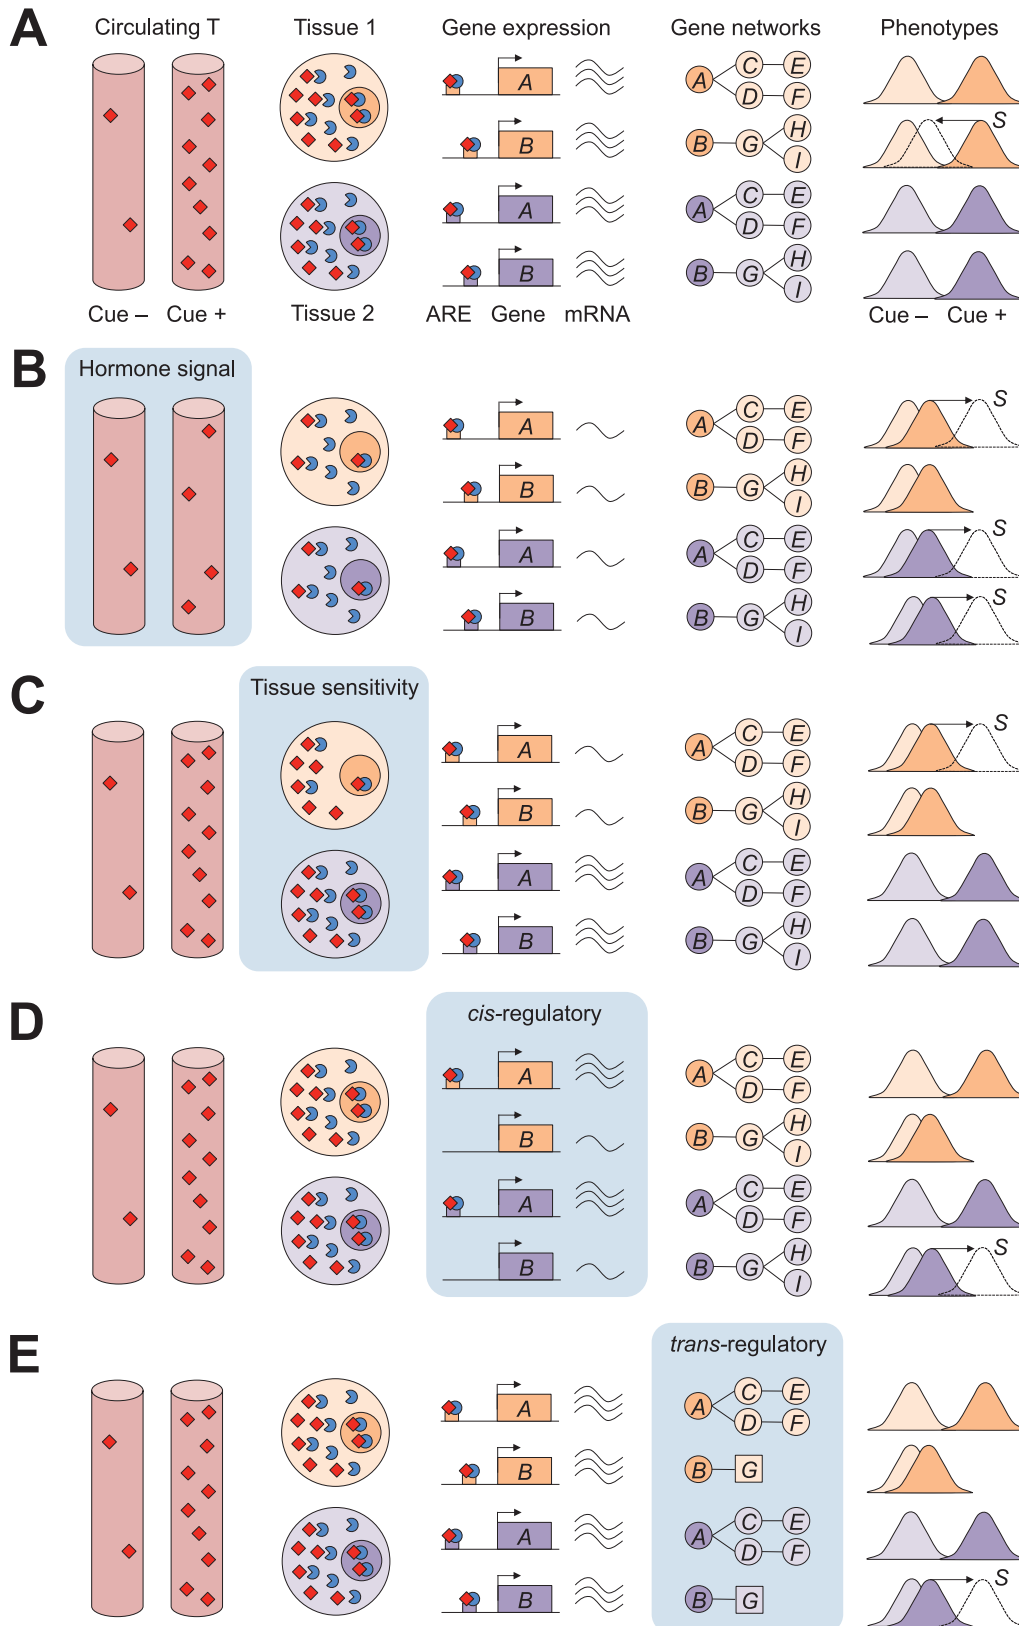 A
Circulating T
Tissue 1
Gene expression
Gene networks
Phenotypes
A
A C E
D F
B
B G H
I
S
A
A C E
D F
B
B G H
I
Cue – Cue +
Tissue 2
ARE Gene mRNA
Cue – Cue +
B
Hormone signal
A
A C E
D F
S
B
B G H
I
A
A C E
D F
S
B
B G H
I
S
C
Tissue sensitivity
A
A C E
D F
S
B
B G H
I
A
A C E
D F
B
B G H
I
D
cis-regulatory
A
A C E
D F
B
B G H
I
A
A C E
D F
B
B G H
I
S
E
trans-regulatory
A
A C E
D F
B
B G
A
A C E
D F
B
B G
S